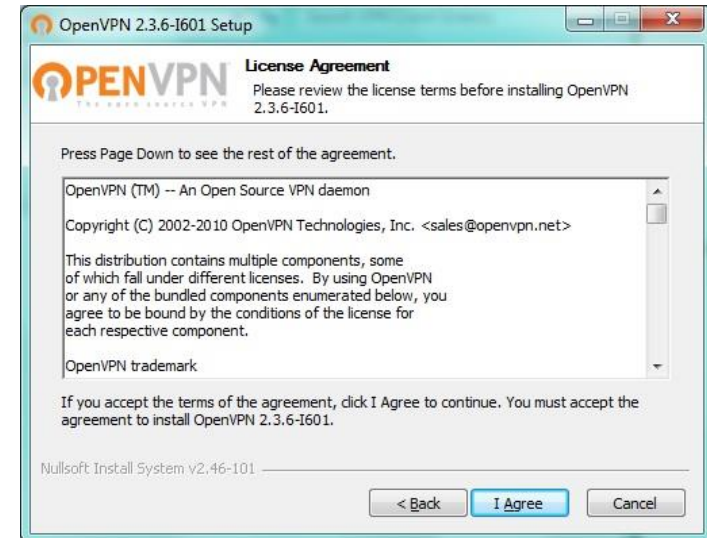 OpenVPN 2.3.6-I601 Setup
OPENVPN
The open source VPN
License Agreement
Please review the license terms before installing OpenVPN
2.3.6-I601.
Press Page Down to see the rest of the agreement.
OpenVPN (TM) -- An Open Source VPN daemon
Copyright (C) 2002-2010 OpenVPN Technologies, Inc. <sales@openvpn.net>
This distribution contains multiple components, some
of which fall under different licenses.  By using OpenVPN
or any of the bundled components enumerated below, you
agree to be bound by the conditions of the license for
each respective component.
OpenVPN trademark
If you accept the terms of the agreement, click I Agree to continue. You must accept the
agreement to install OpenVPN 2.3.6-I601.
Nullsoft Install System v2.46-101
< Back
I Agree
Cancel